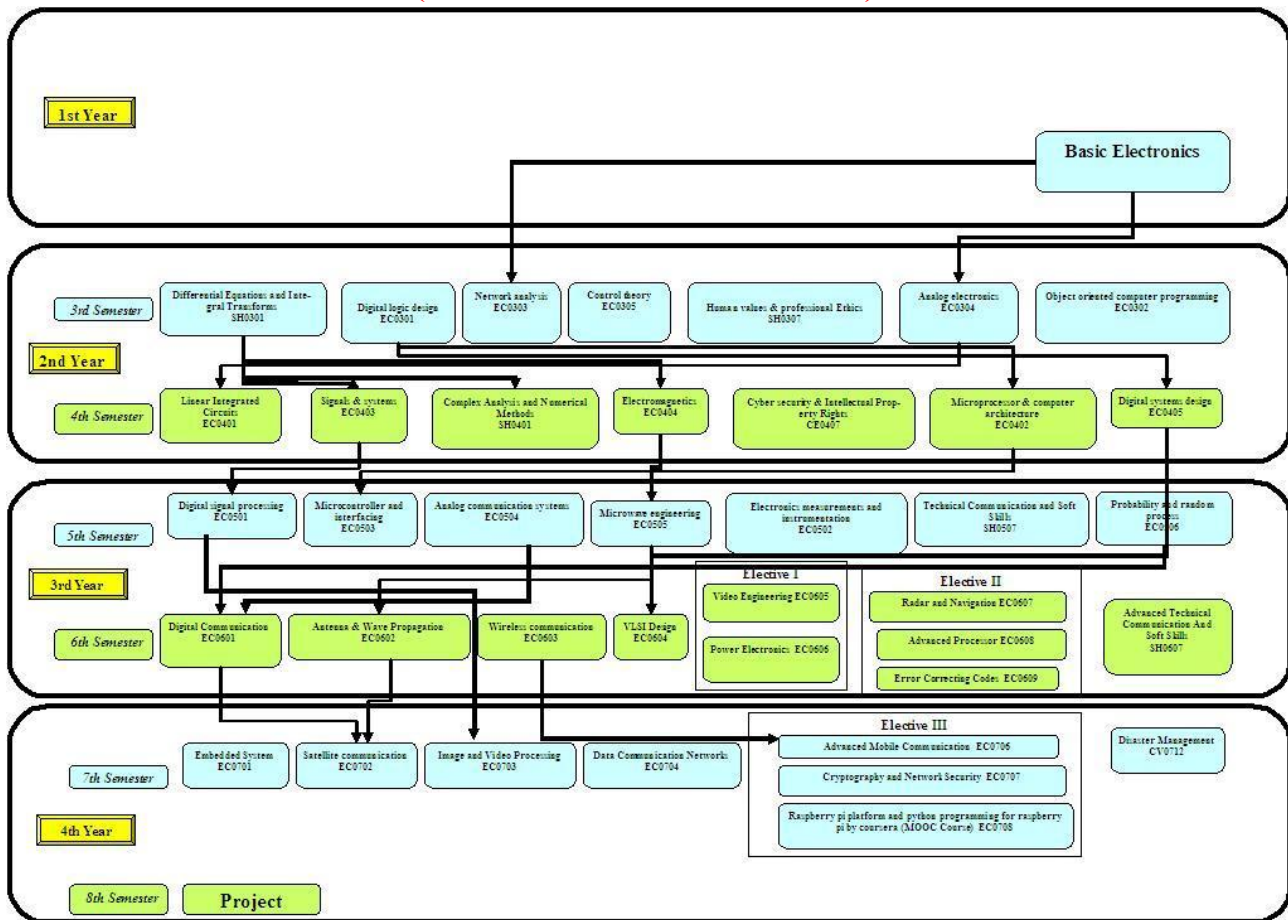 1st Year
Basic Electronics
3rd Semester
Differential Equations and Inte-
gral Transforms
SH0301
Digital logic design
EC0301
Network analysis
EC0303
Control theory
EC0305
Human values & professional Ethics
SH0307
Analog electronics
EC0304
Object oriented computer programming
EC0302
2nd Year
4th Semester
Linear Integrated
Circuits
EC0401
Signals & systems
EC0403
Complex Analysis and Numerical
Methods
SH0401
Electromagnetics
EC0404
Cyber security & Intellectual Prop-
erty Rights
CE0407
Microprocessor & computer
architecture
EC0402
Digital systems design
EC0405
5th Semester
Digital signal processing
EC0501
Microcontroller and
interfacing
EC0503
Analog communication systems
EC0504
Microwave engineering
EC0505
Electronics measurements and
instrumentation
EC0502
Technical Communication and Soft
Skills
SH0507
Probability and random
process
3rd Year
6th Semester
Digital Communication
EC0601
Antenna & Wave Propagation
EC0602
Wireless communication
EC0603
VLSI Design
EC0604
Elective I
Video Engineering EC0605
Power Electronics EC0606
Elective II
Radar and Navigation EC0607
Advanced Processor EC0608
Error Correcting Codes EC0609
Advanced Technical
Communication And
Soft Skills
SH0607
7th Semester
Embedded System
EC0701
Satellite communication
EC0702
Image and Video Processing
EC0703
Data Communication Networks
EC0704
Elective III
Advanced Mobile Communication EC0706
Cryptography and Network Security EC0707
Raspberry pi platform and python programming for raspberry
pi by coursera (MOOC Course) EC0708
Disaster Management
CV0712
4th Year
8th Semester
Project